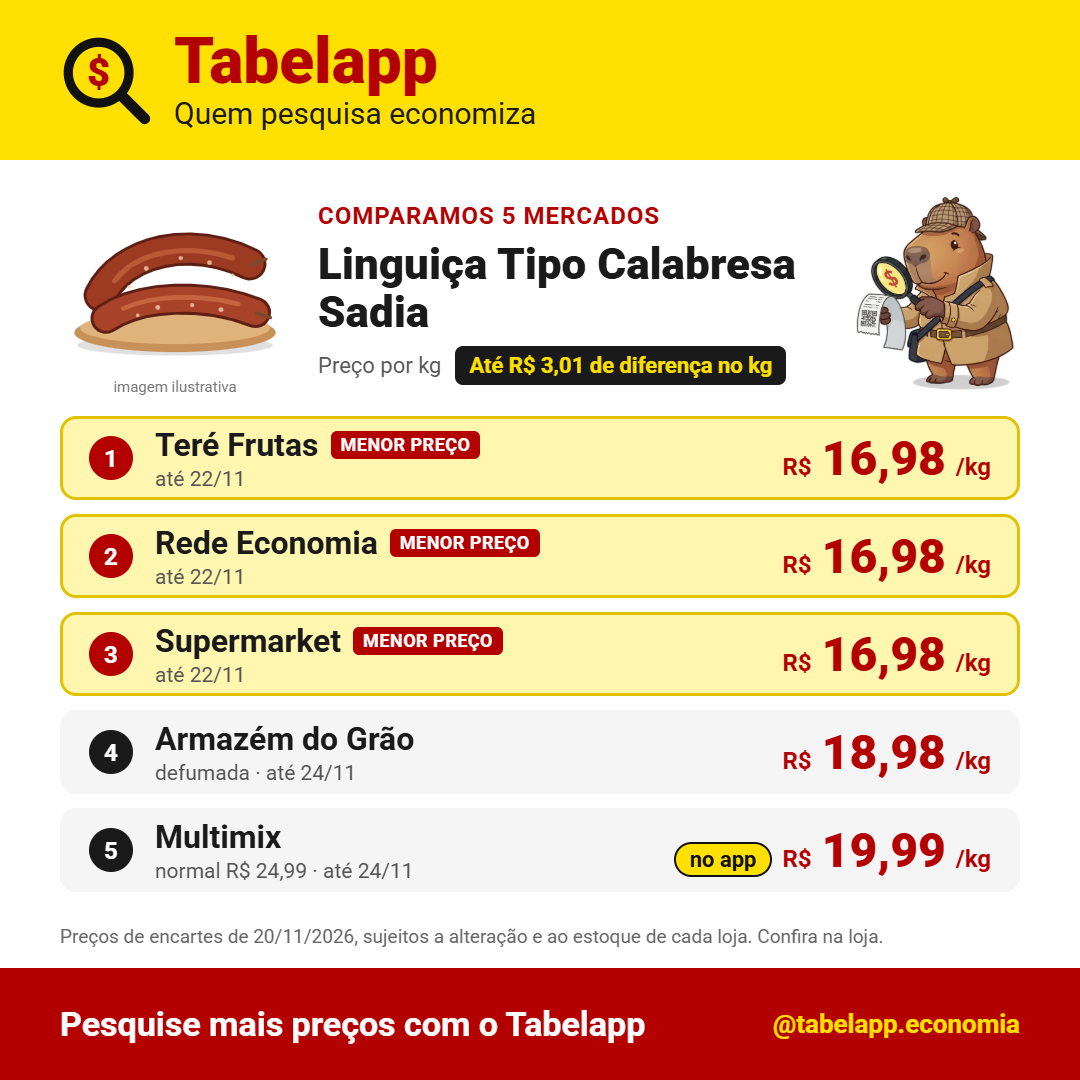 $
Tabelapp
Quem pesquisa economiza
COMPARAMOS 5 MERCADOS
Linguiça Tipo Calabresa
Sadia
Preço por kg
Até R$ 3,01 de diferença no kg
imagem ilustrativa
$
1
Teré Frutas MENOR PREÇO
até 22/11
R$ 16,98 /kg
2
Rede Economia MENOR PREÇO
até 22/11
R$ 16,98 /kg
3
Supermarket MENOR PREÇO
até 22/11
R$ 16,98 /kg
4
Armazém do Grão
defumada · até 24/11
R$ 18,98 /kg
5
Multimix
normal R$ 24,99 · até 24/11
no app R$ 19,99 /kg
Preços de encartes de 20/11/2026, sujeitos a alteração e ao estoque de cada loja. Confira na loja.
Pesquise mais preços com o Tabelapp
@tabelapp.economia